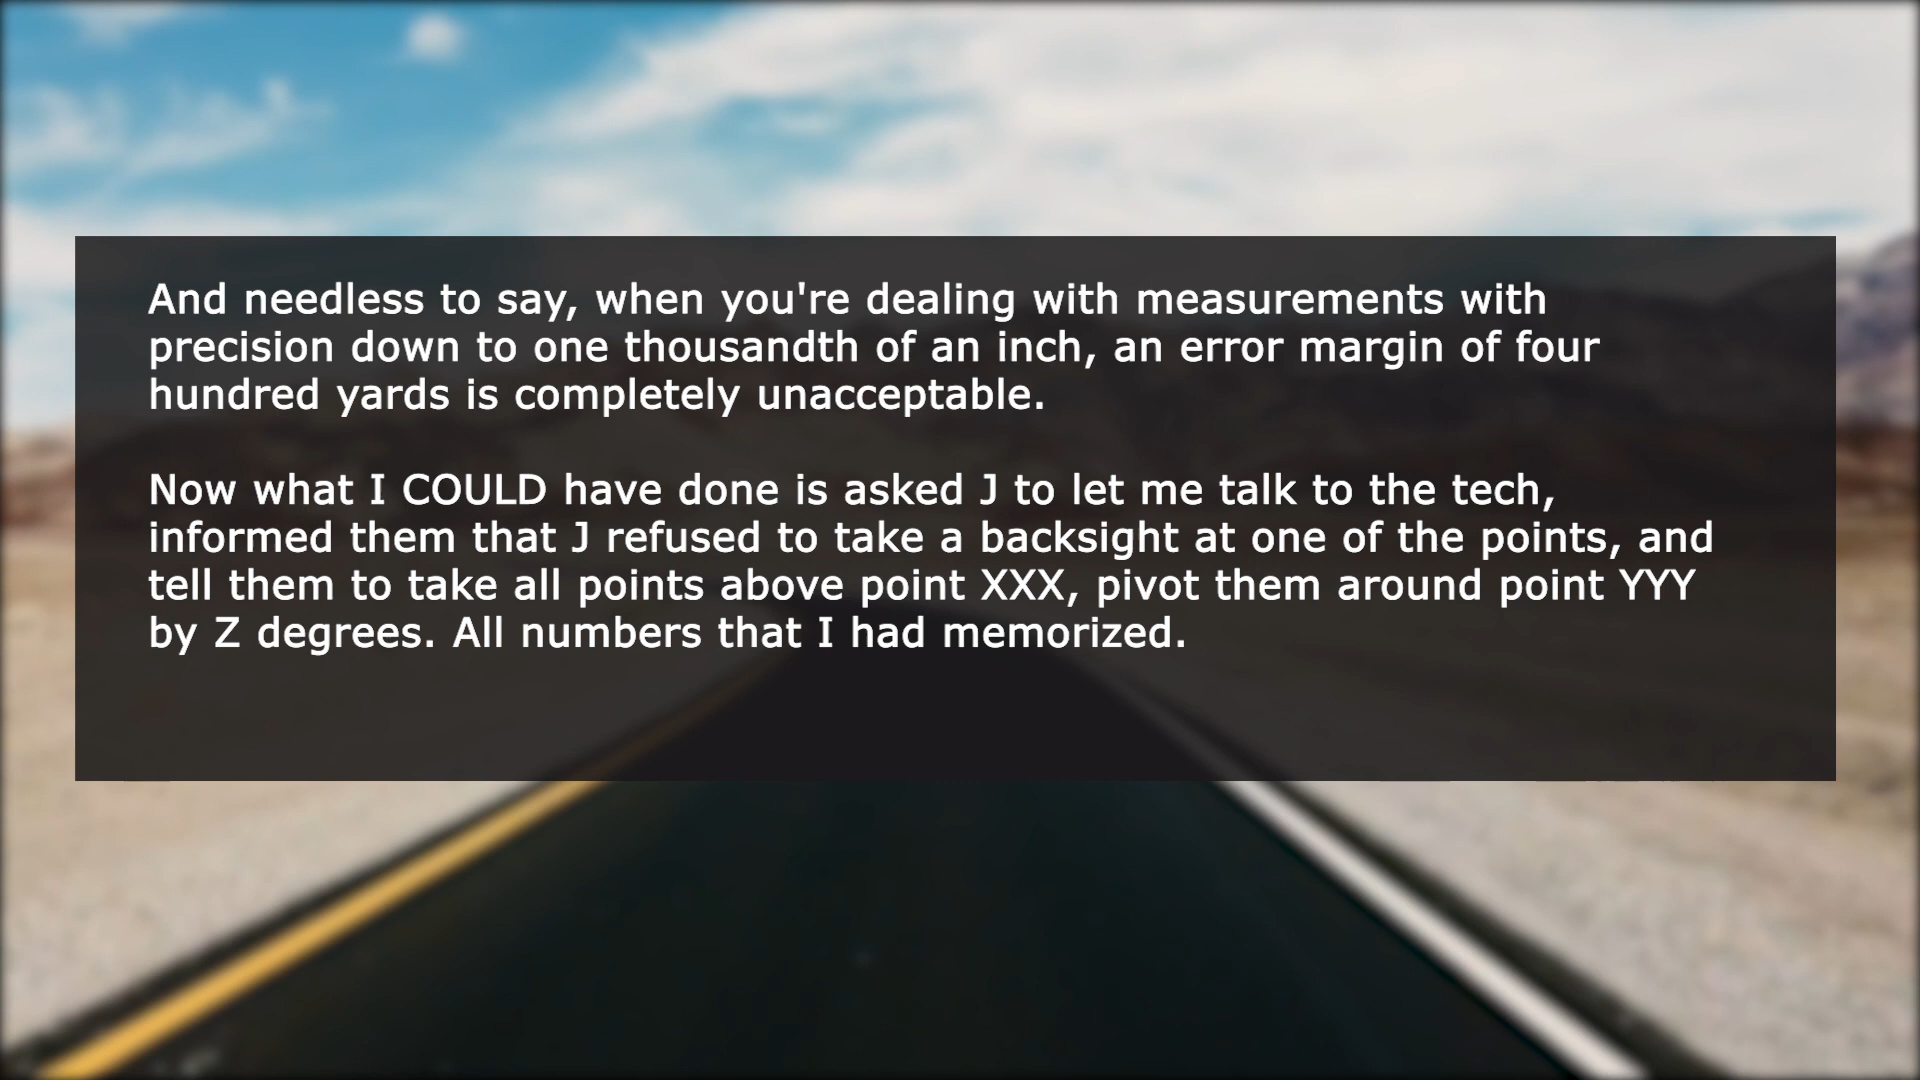 And needless to say, when you're dealing with measurements with
precision down to one thousandth of an inch, an error margin of four
hundred yards is completely unacceptable.
Now what I COULD have done is asked J to let me talk to the tech,
informed them that J refused to take a backsight at one of the points, and
tell them to take all points above point XXX, pivot them around point YYY
by Z degrees. All numbers that I had memorized.